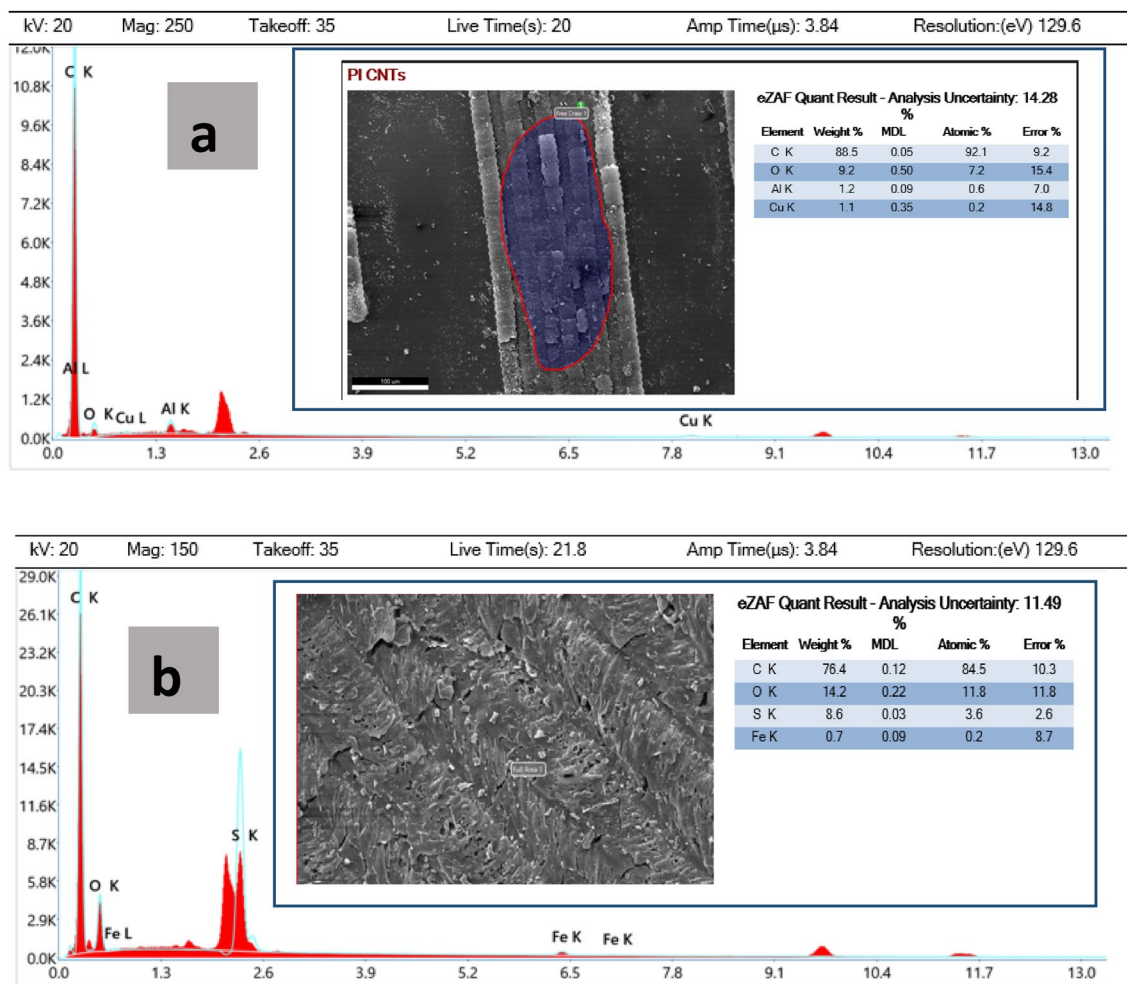 kV: 20 Mag: 250 Takeoff: 35 Live Time(s): 20 Amp Time(μs): 3.84 Resolution:(eV) 129.6
12.0K
C K
10.8K
9.6K
8.4K
7.2K
6.0K
4.8K
3.6K
2.4K
1.2K
0.0K
a
Al L
O K Cu L Al K
Cu K
0.0 1.3 2.6 3.9 5.2 6.5 7.8 9.1 10.4 11.7 13.0
PI CNTs
1
Free Draw 1
100 μm
eZAF Quant Result - Analysis Uncertainty: 14.28
%
Element Weight % MDL Atomic % Error %
C K 88.5 0.05 92.1 9.2
O K 9.2 0.50 7.2 15.4
Al K 1.2 0.09 0.6 7.0
Cu K 1.1 0.35 0.2 14.8
kV: 20 Mag: 150 Takeoff: 35 Live Time(s): 21.8 Amp Time(μs): 3.84 Resolution:(eV) 129.6
29.0K
C K
26.1K
23.2K
20.3K
17.4K
14.5K
11.6K
8.7K
5.8K
2.9K
0.0K
b
S K
O K
Fe L
Fe K Fe K
0.0 1.3 2.6 3.9 5.2 6.5 7.8 9.1 10.4 11.7 13.0
Full Area 1
eZAF Quant Result - Analysis Uncertainty: 11.49
%
Element Weight % MDL Atomic % Error %
C K 76.4 0.12 84.5 10.3
O K 14.2 0.22 11.8 11.8
S K 8.6 0.03 3.6 2.6
Fe K 0.7 0.09 0.2 8.7